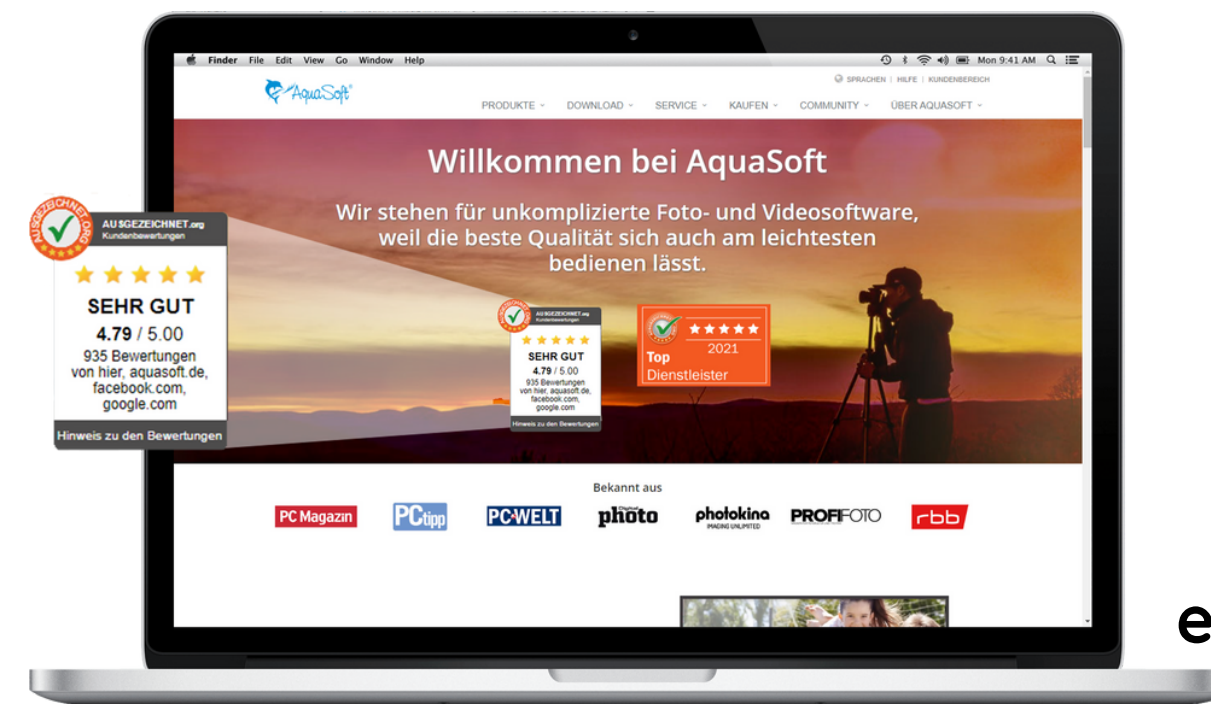 Finder File Edit View Go Window Help
Mon 9:41 AM
SPRACHEN | HILFE | KUNDENBEREICH
AquaSoft®
PRODUKTE DOWNLOAD SERVICE KAUFEN COMMUNITY ÜBER AQUASOFT
Willkommen bei AquaSoft
Wir stehen für unkomplizierte Foto- und Videosoftware,
weil die beste Qualität sich auch am leichtesten
bedienen lässt.
AUSGEZEICHNET.ORG
AUSGEZEICHNET.org
Kundenbewertungen
SEHR GUT
4.79 / 5.00
935 Bewertungen
von hier, aquasoft.de,
facebook.com,
google.com
Hinweis zu den Bewertungen
AUSGEZEICHNET.ORG
AUSGEZEICHNET.org
Kundenbewertungen
SEHR GUT
4.79 / 5.00
935 Bewertungen
von hier, aquasoft.de,
facebook.com,
google.com
Hinweis zu den Bewertungen
2021
Top
Dienstleister
Bekannt aus
PC Magazin
PCtipp
PC WELT
photo
photokina
IMAGING UNLIMITED
PROFIFOTO
rbb
e